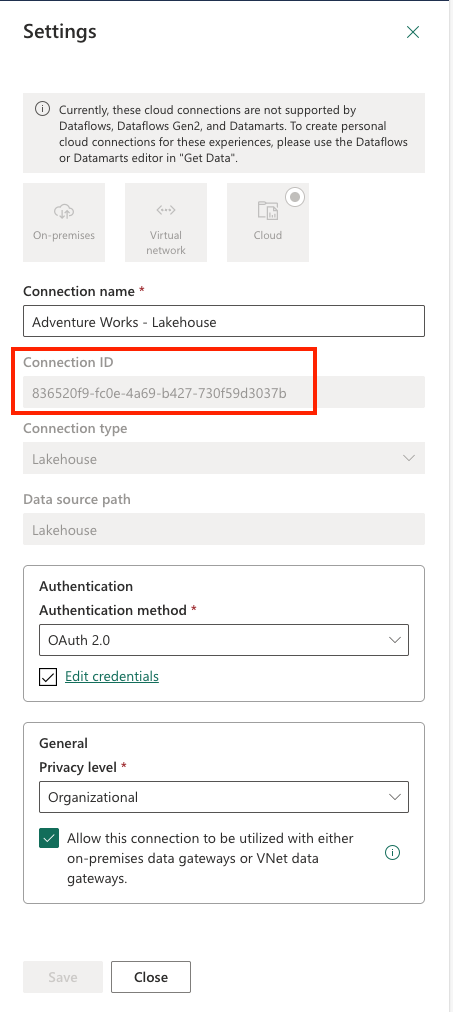 Settings
Currently, these cloud connections are not supported by
Dataflows, Dataflows Gen2, and Datamarts. To create personal
cloud connections for these experiences, please use the Dataflows
or Datamarts editor in "Get Data".
On-premises
Virtual
network
Cloud
Connection name *
Adventure Works - Lakehouse
Connection ID
836520f9-fc0e-4a69-b427-730f59d3037b
Connection type
Lakehouse
Data source path
Lakehouse
Authentication
Authentication method *
OAuth 2.0
Edit credentials
General
Privacy level *
Organizational
Allow this connection to be utilized with either
on-premises data gateways or VNet data
gateways.
Save
Close